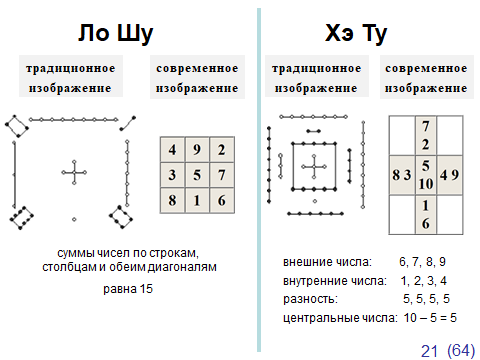 Ло Шу
традиционное
изображение
современное
изображение
4 9 2
3 5 7
8 1 6
суммы чисел по строкам,
столбцам и обеим диагоналям
равна 15
Хэ Ту
традиционное
изображение
современное
изображение
7
2
8 3 5 4 9
10
1
6
внешние числа: 6, 7, 8, 9
внутренние числа: 1, 2, 3, 4
разность: 5, 5, 5, 5
центральные числа: 10 – 5 = 5
21 (64)